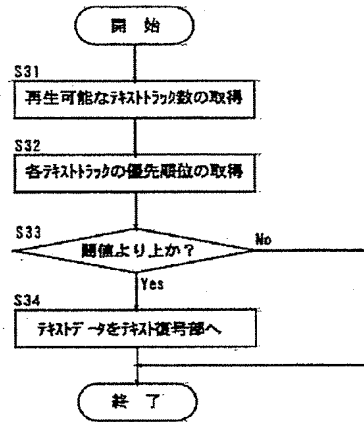 開 始
S31
再生可能なテキストトラック数の取得
S32
各テキストトラックの優先順位の取得
S33
閾値より上か?
No
Yes
S34
テキストデータをテキスト復号部へ
終 了